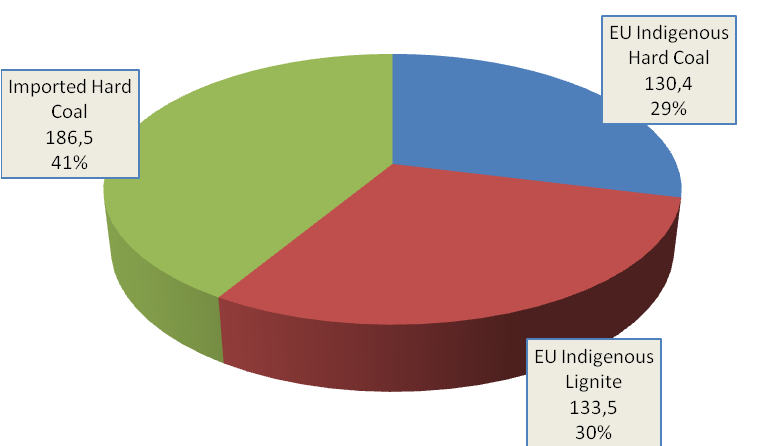 EU Indigenous
Hard Coal
130,4
29%
Imported Hard
Coal
186,5
41%
EU Indigenous
Lignite
133,5
30%